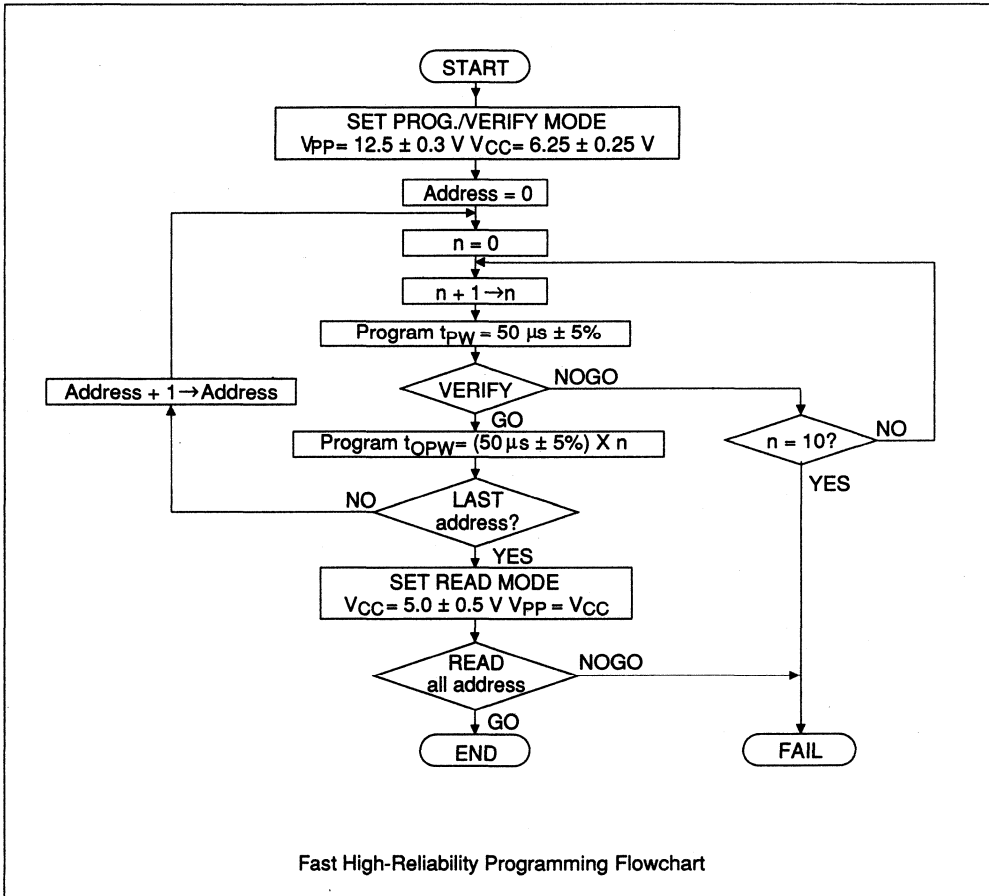 START
SET PROG./VERIFY MODE
VPP= 12.5 ± 0.3 V VCC= 6.25 ± 0.25 V
Address = 0
n = 0
n + 1→n
Program tPW = 50 μs ± 5%
Address + 1→Address
VERIFY
NOGO
GO
Program tOPW= (50 μs ± 5%) X n
n = 10?
NO
YES
NO
LAST
address?
YES
SET READ MODE
VCC= 5.0 ± 0.5 V VPP = VCC
READ
all address
NOGO
GO
END
FAIL
Fast High-Reliability Programming Flowchart